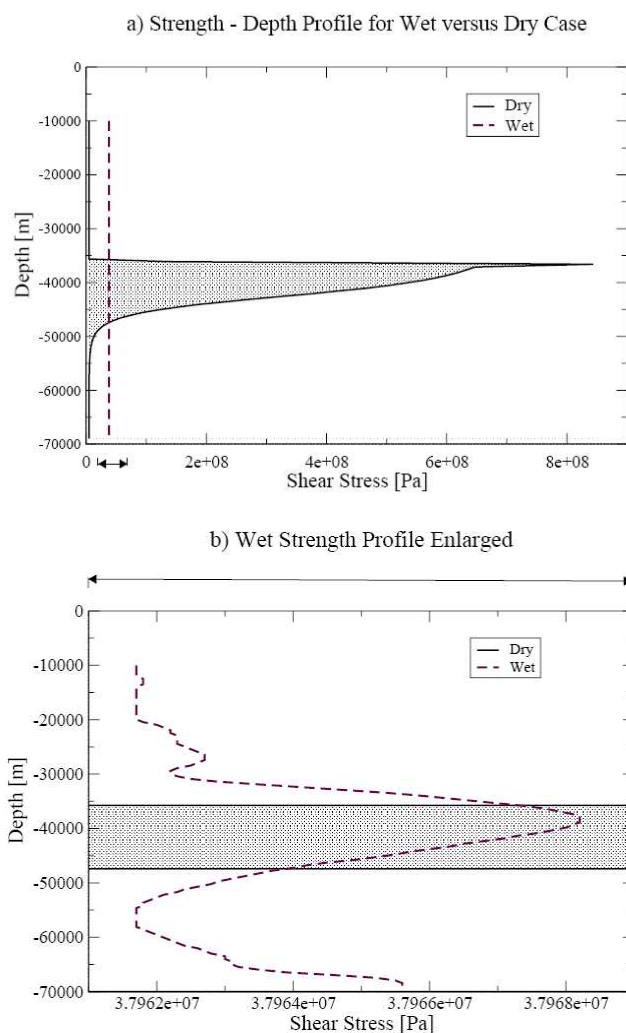 a) Strength - Depth Profile for Wet versus Dry Case
0
-10000
-20000
-30000
-40000
-50000
-60000
-70000
Depth [m]
Dry
Wet
0 2e+08 4e+08 6e+08 8e+08
Shear Stress [Pa]
b) Wet Strength Profile Enlarged
0
-10000
-20000
-30000
-40000
-50000
-60000
-70000
Depth [m]
Dry
Wet
3.7962e+07 3.7964e+07 3.7966e+07 3.7968e+07
Shear Stress [Pa]